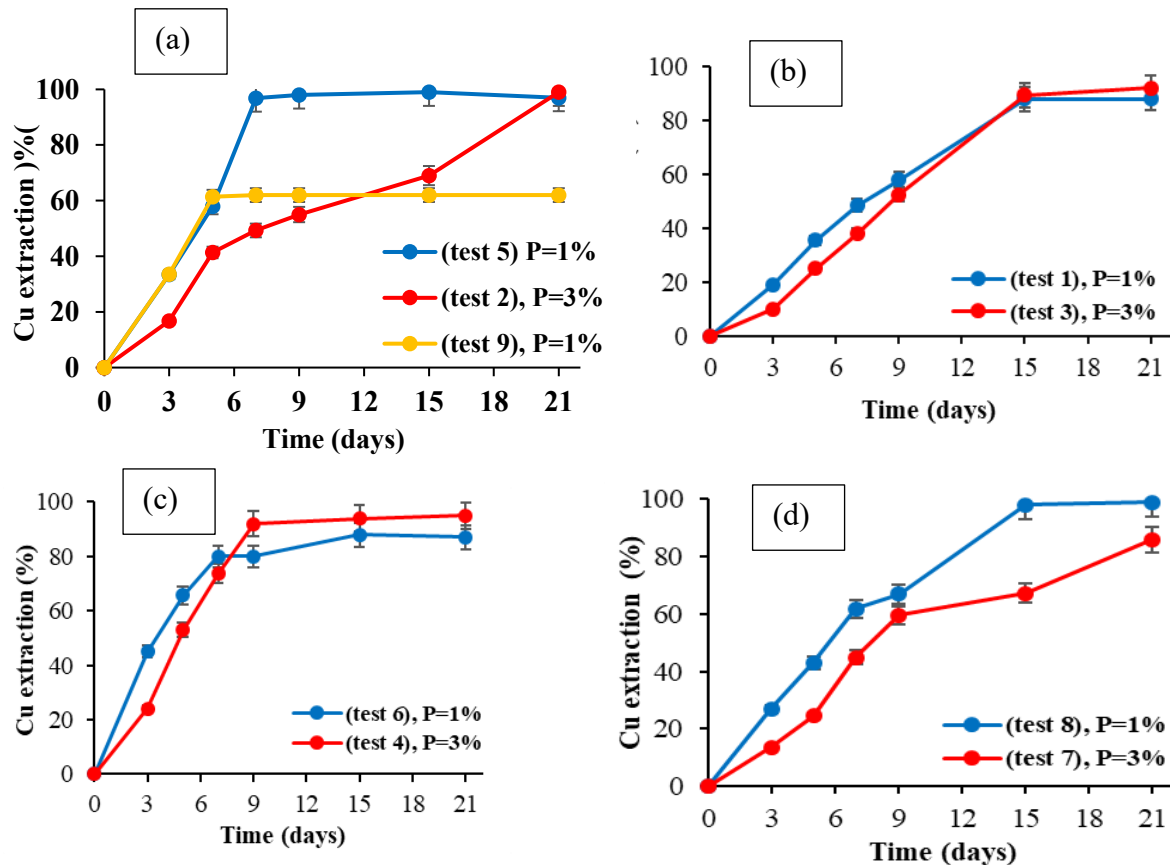 (a)
Cu extraction )%(
100
80
60
40
20
0
0 3 6 9 12 15 18 21
Time (days)
(test 5) P=1%
(test 2), P=3%
(test 9), P=1%
(b)
100
80
60
40
20
0
0 3 6 9 12 15 18 21
Time (days)
(test 1), P=1%
(test 3), P=3%
(c)
Cu extraction (%)
100
80
60
40
20
0
0 3 6 9 12 15 18 21
Time (days)
(test 6), P=1%
(test 4), P=3%
(d)
Cu extraction (%)
100
80
60
40
20
0
0 3 6 9 12 15 18 21
Time (days)
(test 8), P=1%
(test 7), P=3%